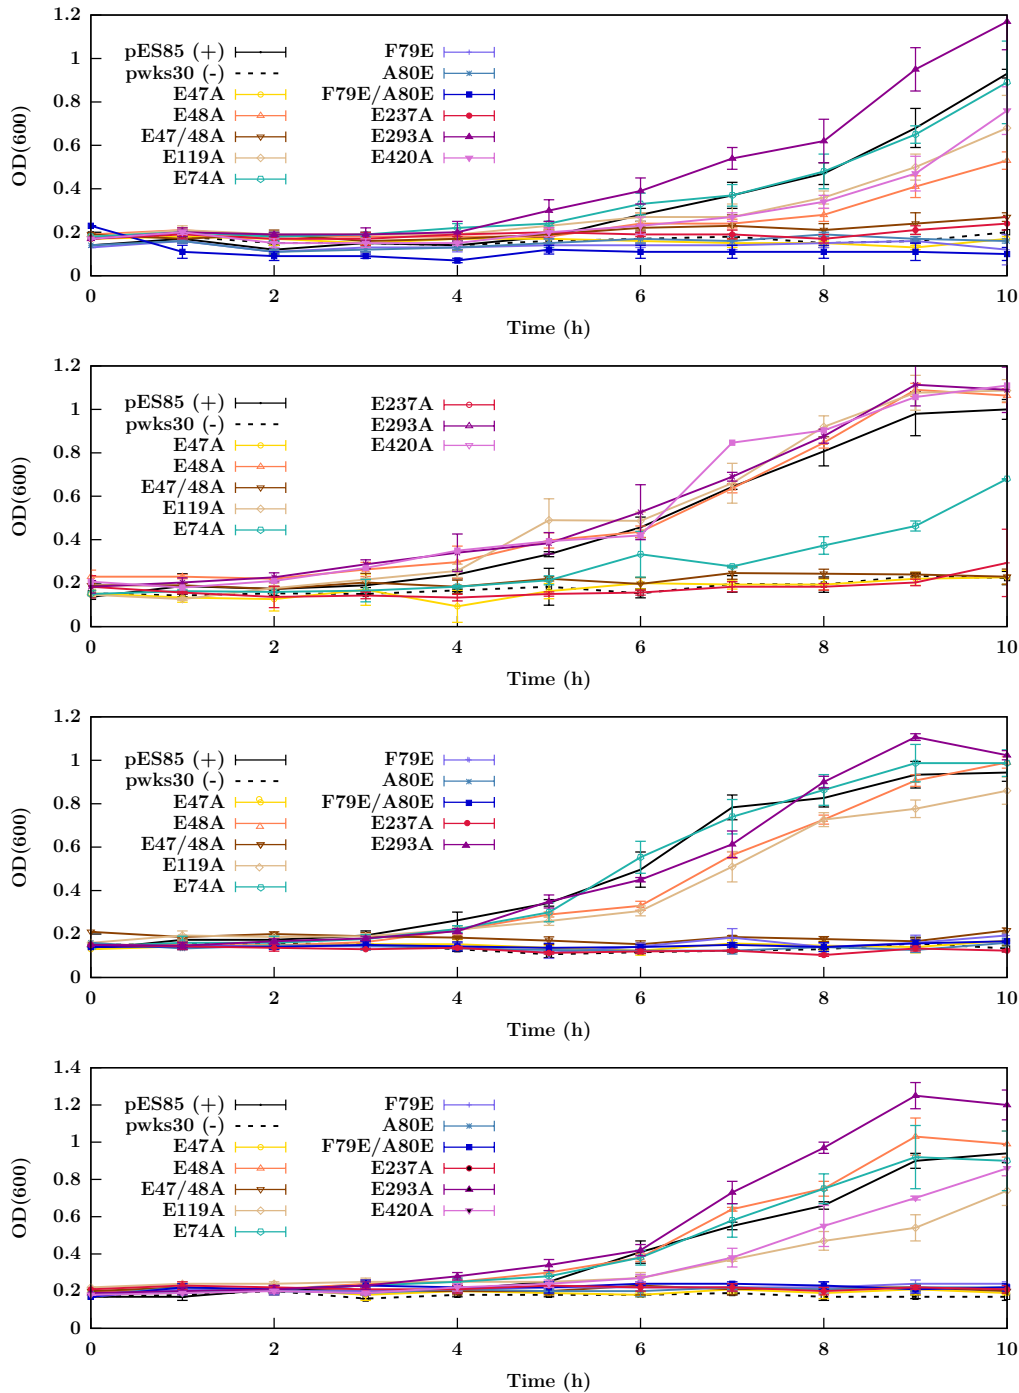 1.2
1
0.8
0.6
0.4
0.2
0
OD(600)
pES85 (+)
pwks30 (-)
E47A
E48A
E47/48A
E119A
E74A
F79E
A80E
F79E/A80E
E237A
E293A
E420A
0 2 4 6 8 10
Time (h)
1.2
1
0.8
0.6
0.4
0.2
0
OD(600)
pES85 (+)
pwks30 (-)
E47A
E48A
E47/48A
E119A
E74A
E237A
E293A
E420A
0 2 4 6 8 10
Time (h)
1.2
1
0.8
0.6
0.4
0.2
0
OD(600)
pES85 (+)
pwks30 (-)
E47A
E48A
E47/48A
E119A
E74A
F79E
A80E
F79E/A80E
E237A
E293A
0 2 4 6 8 10
Time (h)
1.4
1.2
1
0.8
0.6
0.4
0.2
0
OD(600)
pES85 (+)
pwks30 (-)
E47A
E48A
E47/48A
E119A
E74A
F79E
A80E
F79E/A80E
E237A
E293A
E420A
0 2 4 6 8 10
Time (h)